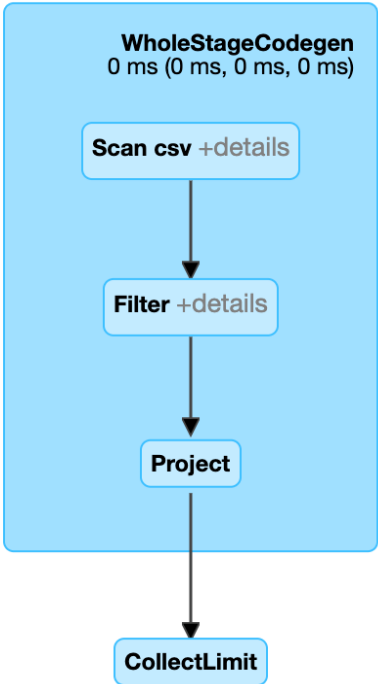 WholeStageCodegen
0 ms (0 ms, 0 ms, 0 ms)
Scan csv +details
Filter +details
Project
CollectLimit